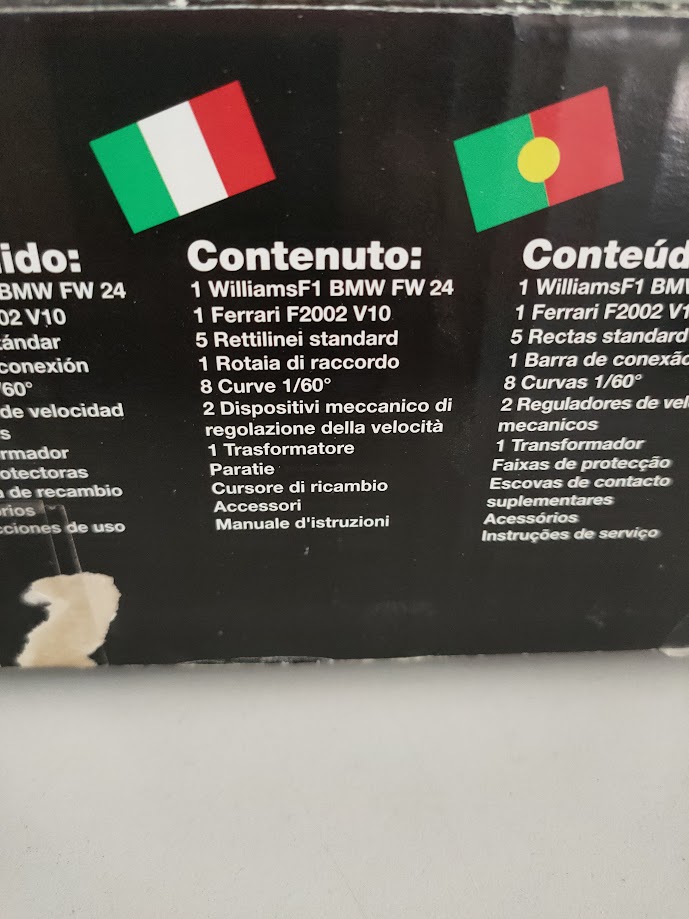 ido:
BMW FW 24
02 V10
tándar
conexión
/60°
de velocidad
s
rmador
otectoras
de recambio
orios
cciones de uso
Contenuto:
1 WilliamsF1 BMW FW 24
1 Ferrari F2002 V10
5 Rettilinei standard
1 Rotaia di raccordo
8 Curve 1/60°
2 Dispositivi meccanico di
regolazione della velocità
1 Trasformatore
Paratie
Cursore di ricambio
Accessori
Manuale d'istruzioni
Conteúd
1 WilliamsF1 BMW
1 Ferrari F2002 V1
5 Rectas standard
1 Barra de conexão
8 Curvas 1/60°
2 Reguladores de vel
mecanicos
1 Transformador
Faixas de protecção
Escovas de contacto
suplementares
Acessórios
Instruções de serviço